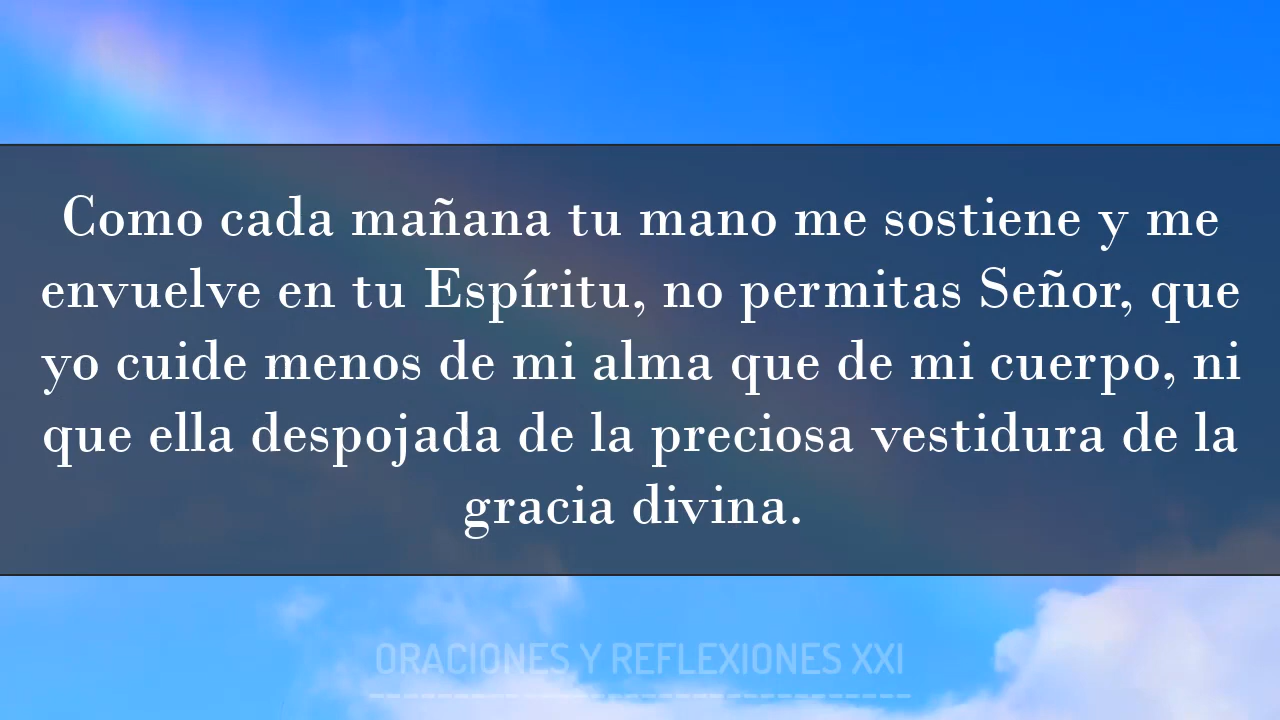 Como cada mañana tu mano me sostiene y me
envuelve en tu Espíritu, no permitas Señor, que
yo cuide menos de mi alma que de mi cuerpo, ni
que ella despojada de la preciosa vestidura de la
gracia divina.
ORACIONES Y REFLEXIONES XXI